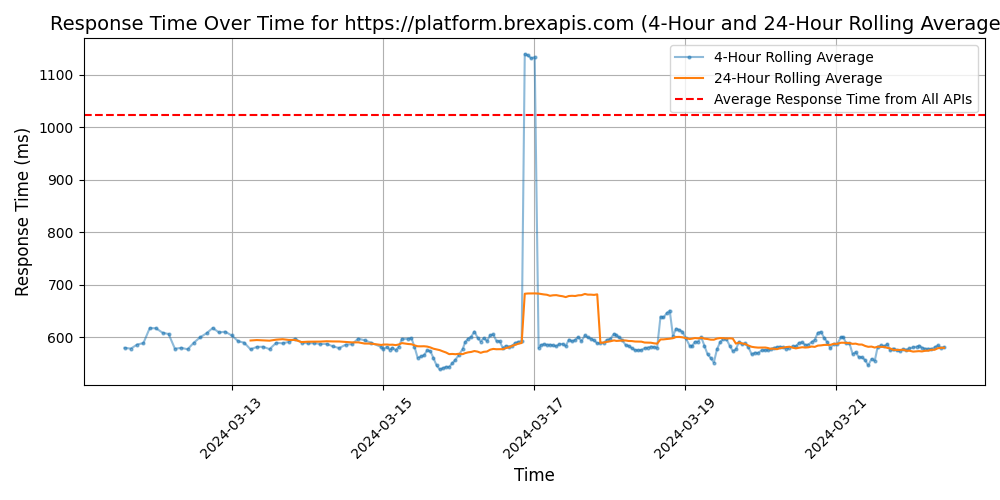 Response Time Over Time for https://platform.brexapis.com (4-Hour and 24-Hour Rolling Average
4-Hour Rolling Average
24-Hour Rolling Average
Average Response Time from All APIs
Response Time (ms)
1100
1000
900
800
700
600
2024-03-13
2024-03-15
2024-03-17
2024-03-19
2024-03-21
Time